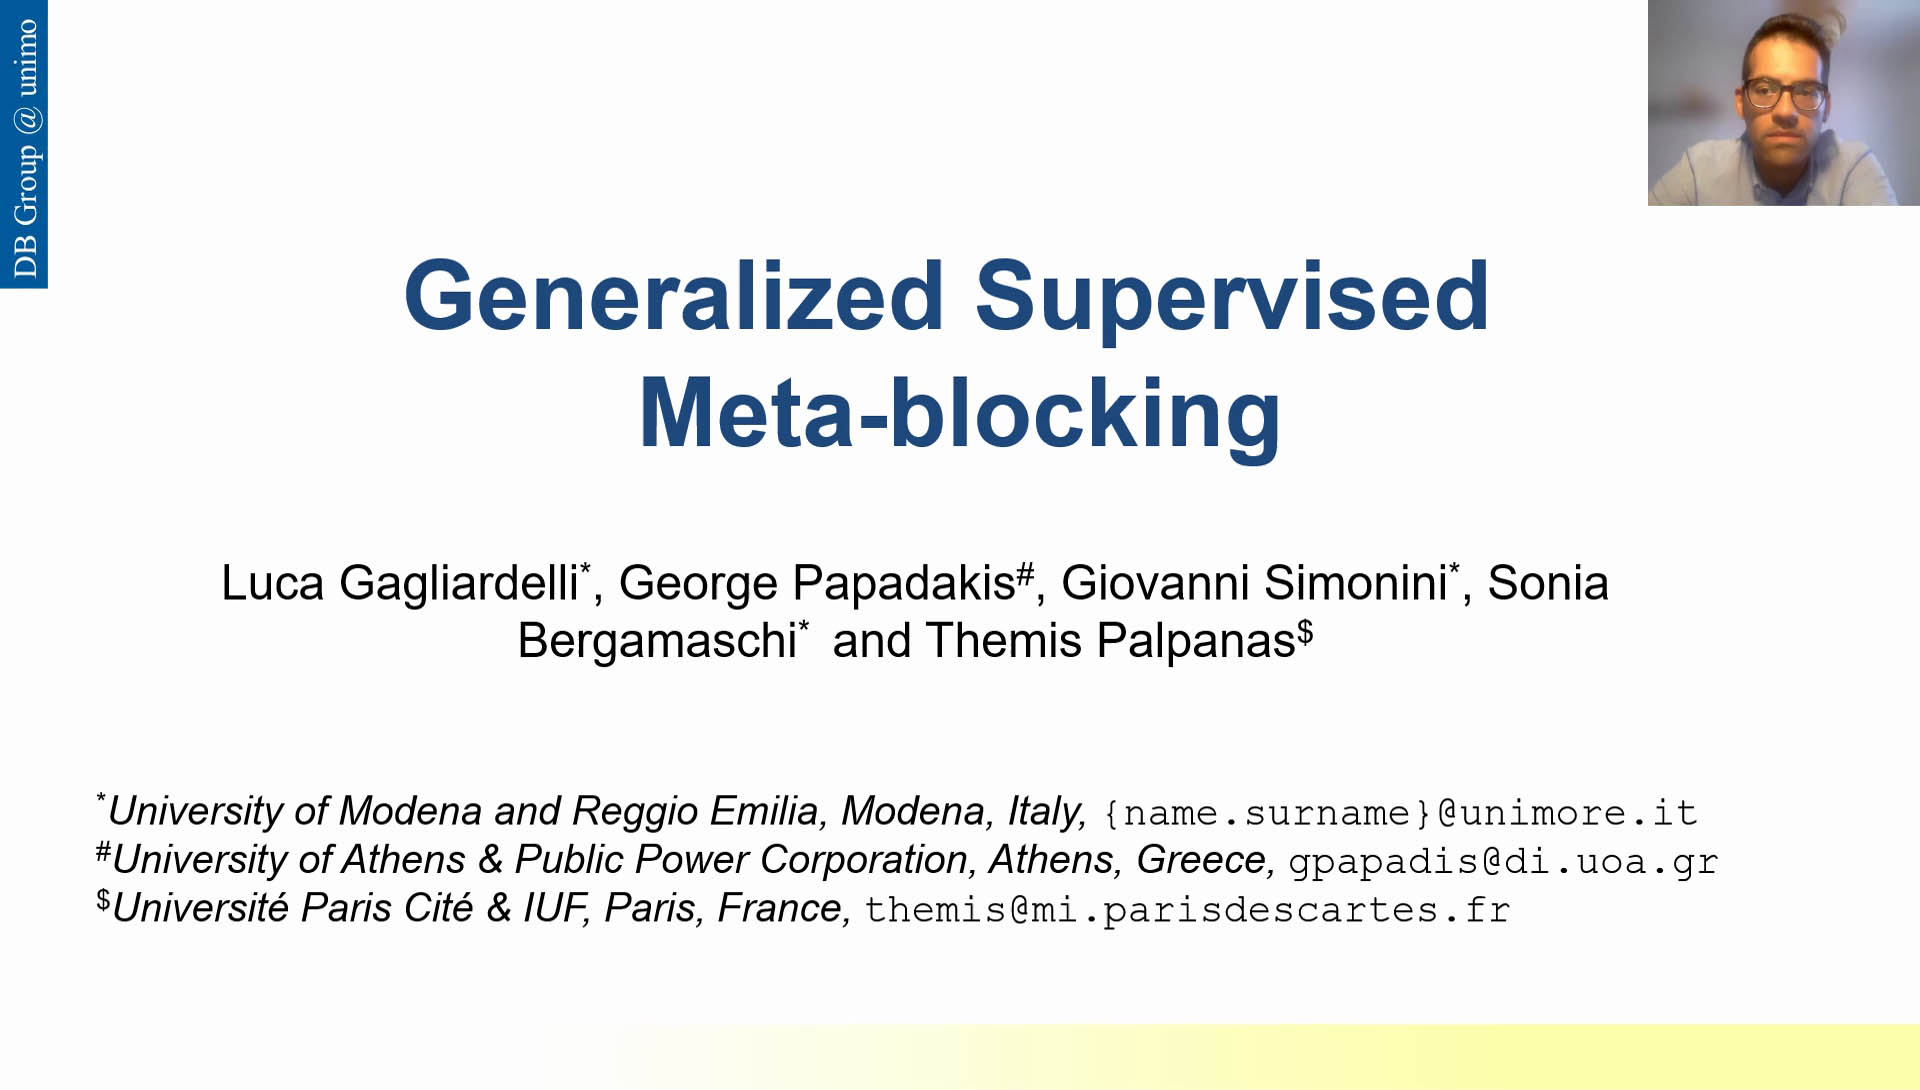 DB Group @ unimo
Generalized Supervised
Meta-blocking
Luca Gagliardelli*, George Papadakis#, Giovanni Simonini*, Sonia
Bergamaschi* and Themis Palpanas$
*University of Modena and Reggio Emilia, Modena, Italy, {name.surname}@unimore.it
#University of Athens & Public Power Corporation, Athens, Greece, gpapadis@di.uoa.gr
$Université Paris Cité & IUF, Paris, France, themis@mi.parisdescartes.fr